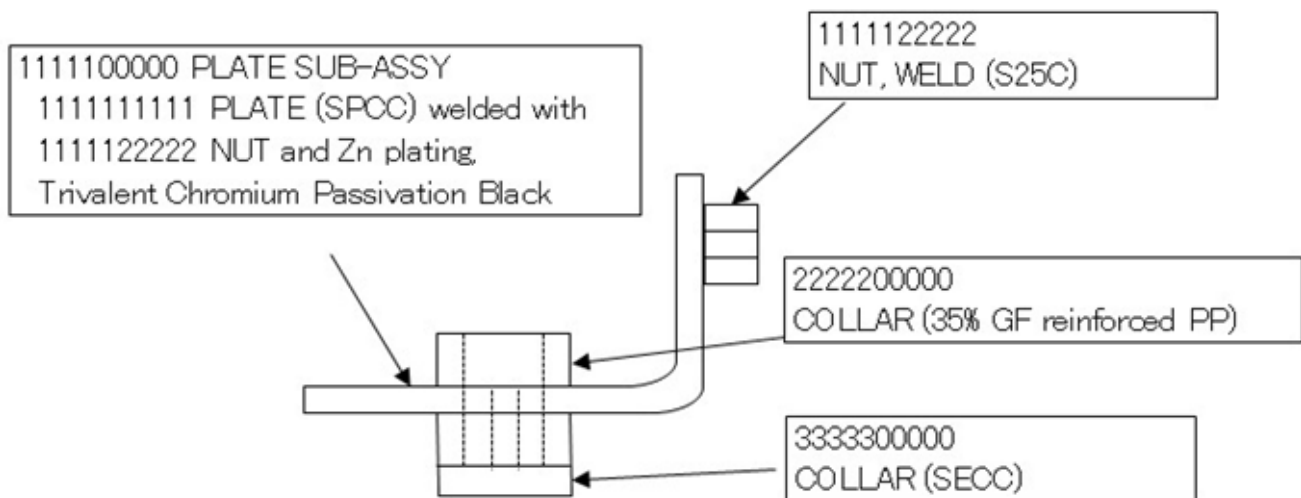 1111100000 PLATE SUB-ASSY
1111111111 PLATE (SPCC) welded with
1111122222 NUT and Zn plating,
Trivalent Chromium Passivation Black
1111122222
NUT, WELD (S25C)
2222200000
COLLAR (35% GF reinforced PP)
3333300000
COLLAR (SECC)